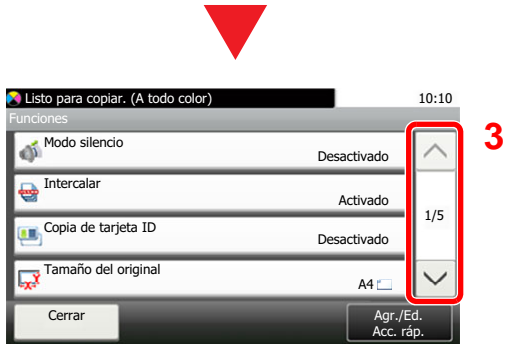 Listo para copiar. (A todo color)
10:10
Funciones
3
Modo silencio
Desactivado
Intercalar
Activado
1/5
Copia de tarjeta ID
Desactivado
Tamaño del original
A4
Cerrar
Agr./Ed.
Acc. ráp.